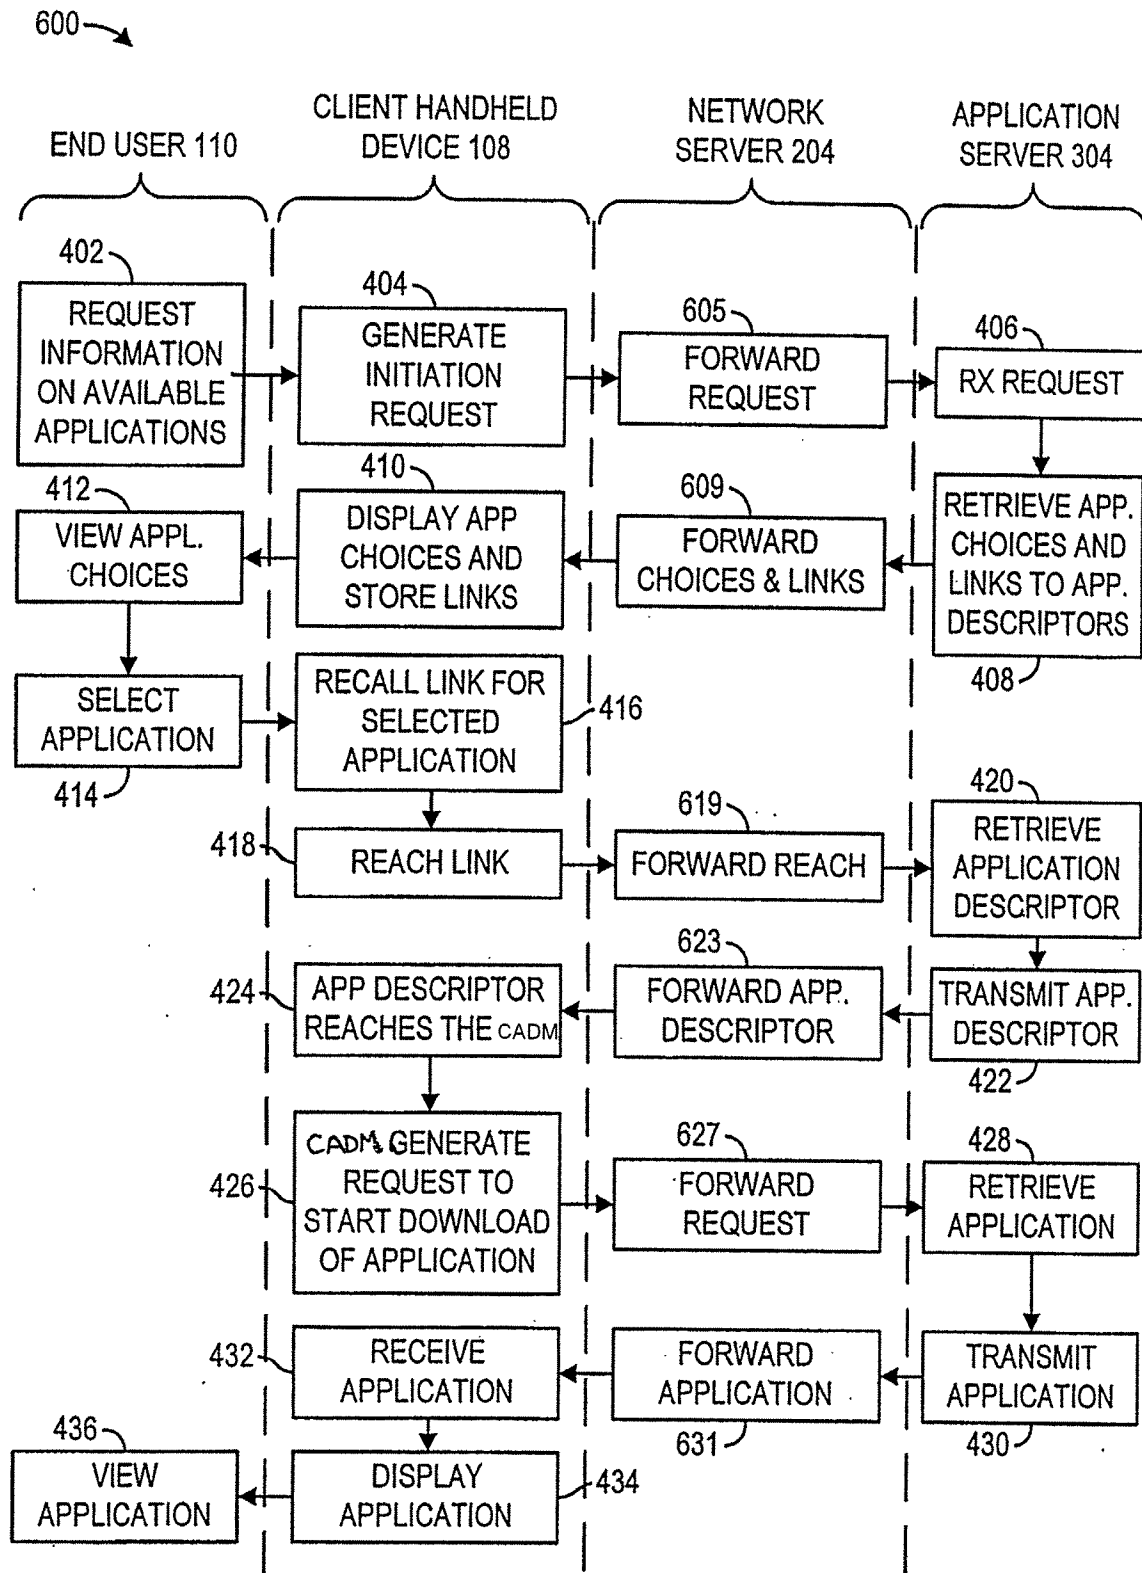 600
END USER 110
CLIENT HANDHELD
DEVICE 108
NETWORK
SERVER 204
APPLICATION
SERVER 304
402
REQUEST
INFORMATION
ON AVAILABLE
APPLICATIONS
404
GENERATE
INITIATION
REQUEST
605
FORWARD
REQUEST
406
RX REQUEST
412
VIEW APPL.
CHOICES
410
DISPLAY APP
CHOICES AND
STORE LINKS
609
FORWARD
CHOICES & LINKS
RETRIEVE APP.
CHOICES AND
LINKS TO APP.
DESCRIPTORS
408
SELECT
APPLICATION
414
RECALL LINK FOR
SELECTED
APPLICATION
416
418
REACH LINK
619
FORWARD REACH
420
RETRIEVE
APPLICATION
DESCRIPTOR
424
APP DESCRIPTOR
REACHES THE CADM
623
FORWARD APP.
DESCRIPTOR
TRANSMIT APP.
DESCRIPTOR
422
426
CADM GENERATE
REQUEST TO
START DOWNLOAD
OF APPLICATION
627
FORWARD
REQUEST
428
RETRIEVE
APPLICATION
432
RECEIVE
APPLICATION
FORWARD
APPLICATION
631
TRANSMIT
APPLICATION
430
436
VIEW
APPLICATION
DISPLAY
APPLICATION
434